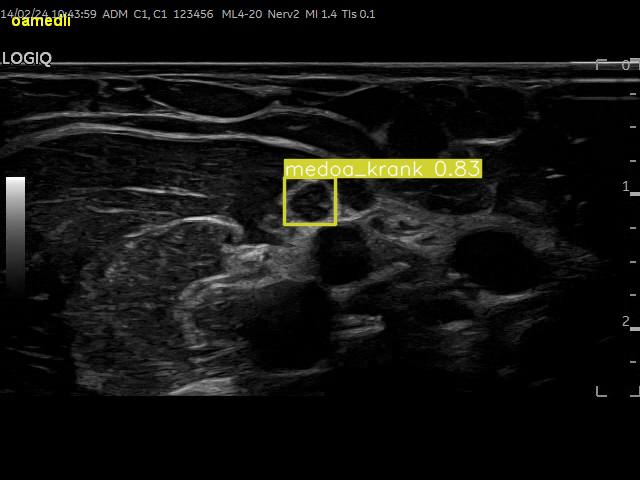 14/02/24 10:43:59 ADM C1, C1 123456 ML4-20 Nerv2 MI 1.4 TIs 0.1
oamedli
LOGIQ
0
medoa_krank 0.83
1
2